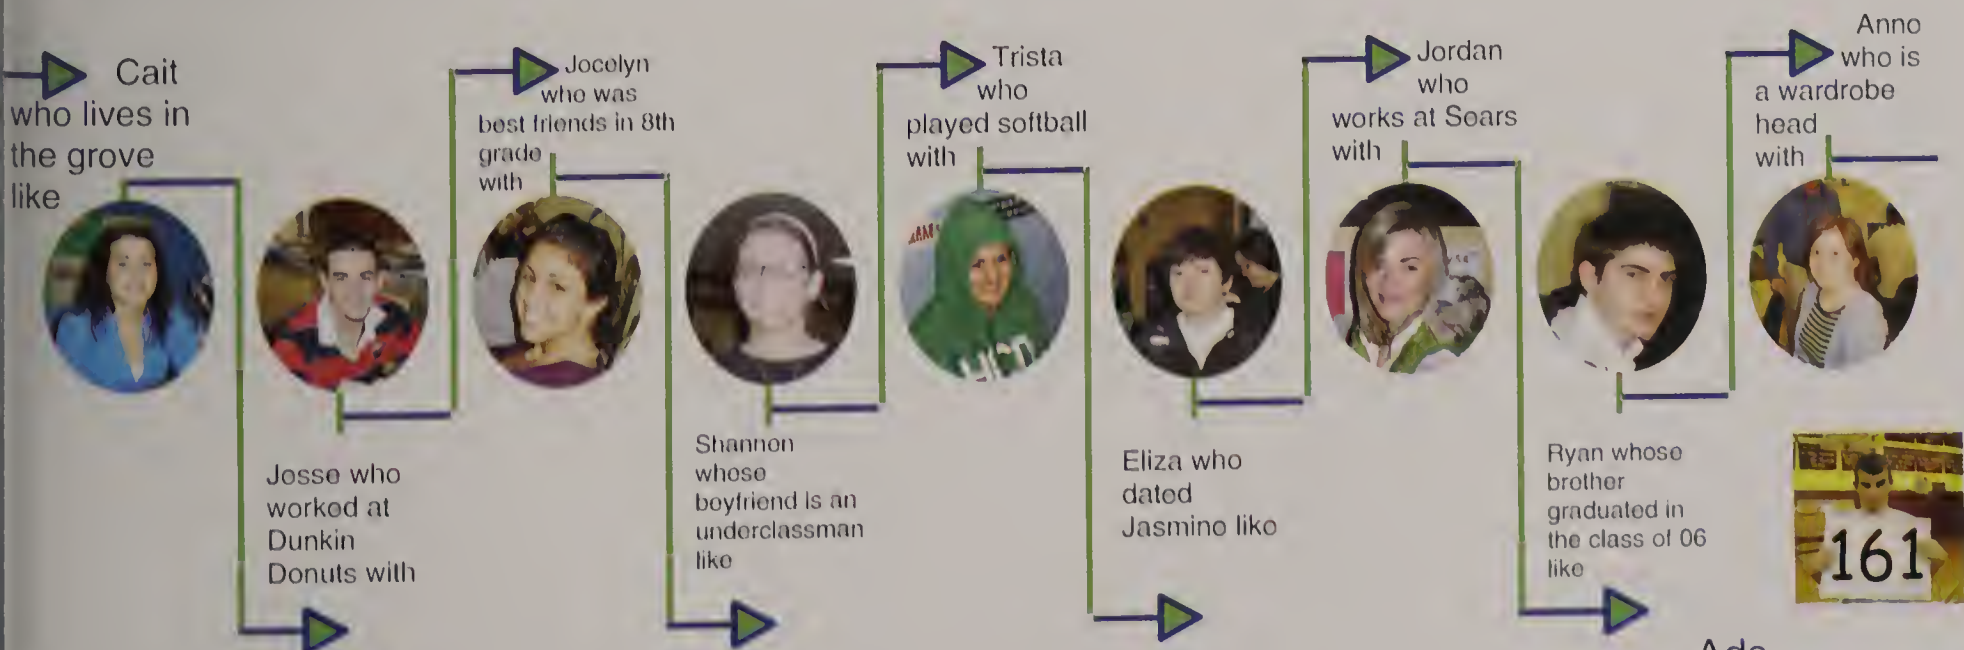 Cait
who lives in
the grove
like
Jesse who
worked at
Dunkin
Donuts with
Jocelyn
who was
best friends in 8th
grade
with
Shannon
whose
boyfriend is an
underclassman
like
Trista
who
played softball
with
Eliza who
dated
Jasmine like
Jordan
who
works at Sears
with
Ryan whose
brother
graduated in
the class of 06
like
Anne
who is
a wardrobe
head
with
161